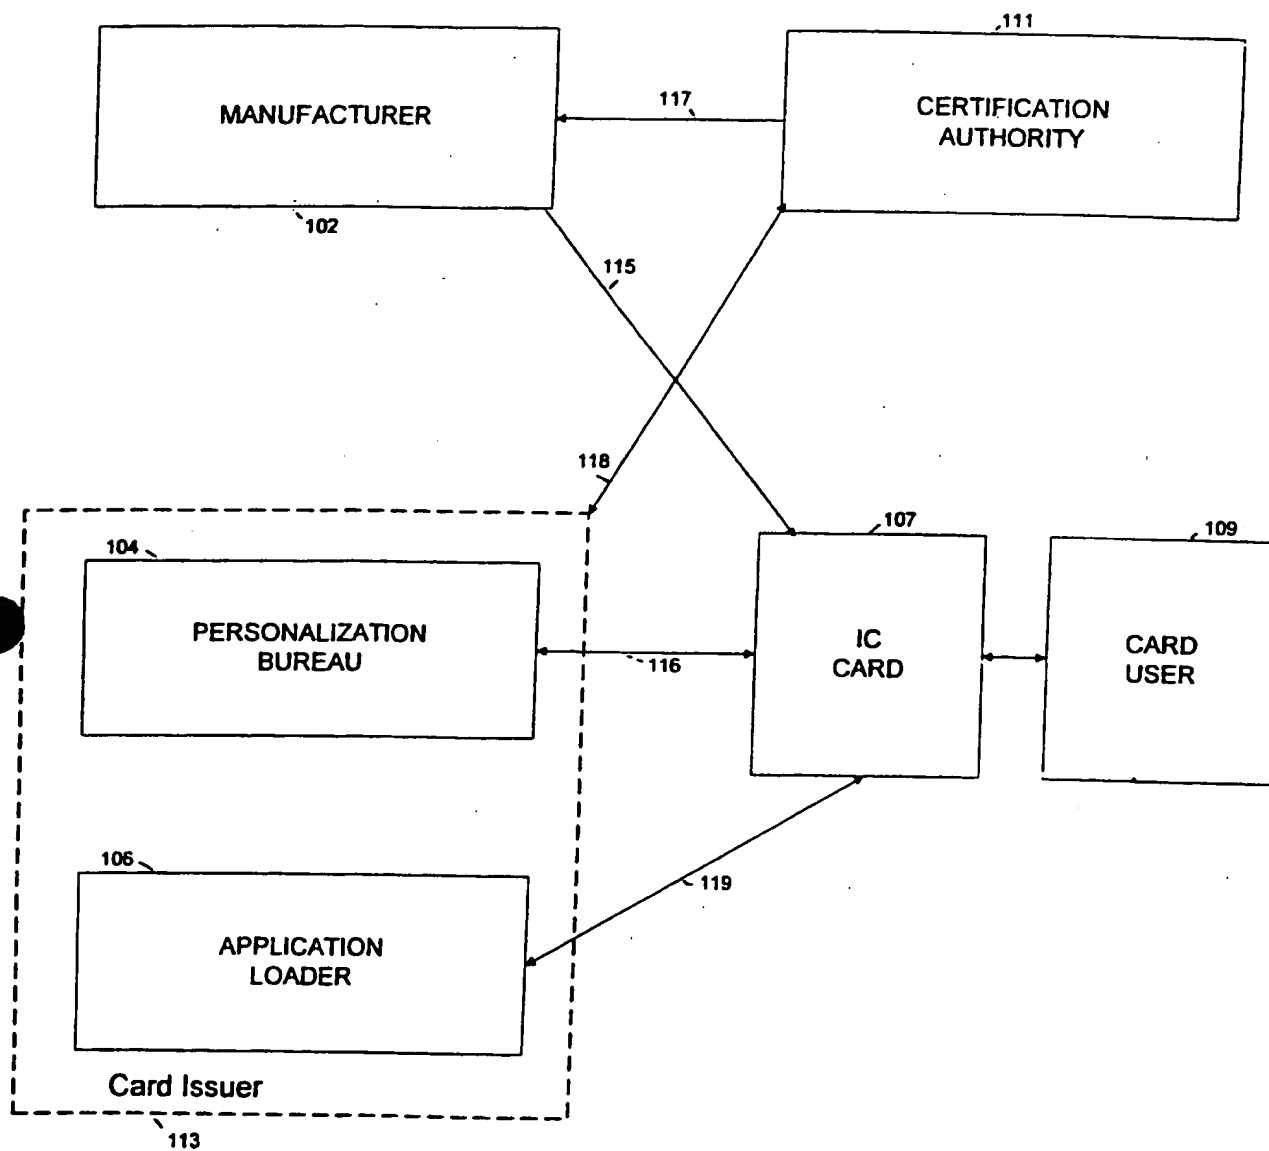 111
MANUFACTURER
117
CERTIFICATION
AUTHORITY
102
115
118
107
109
104
PERSONALIZATION
BUREAU
116
IC
CARD
CARD
USER
106
119
APPLICATION
LOADER
Card Issuer
113